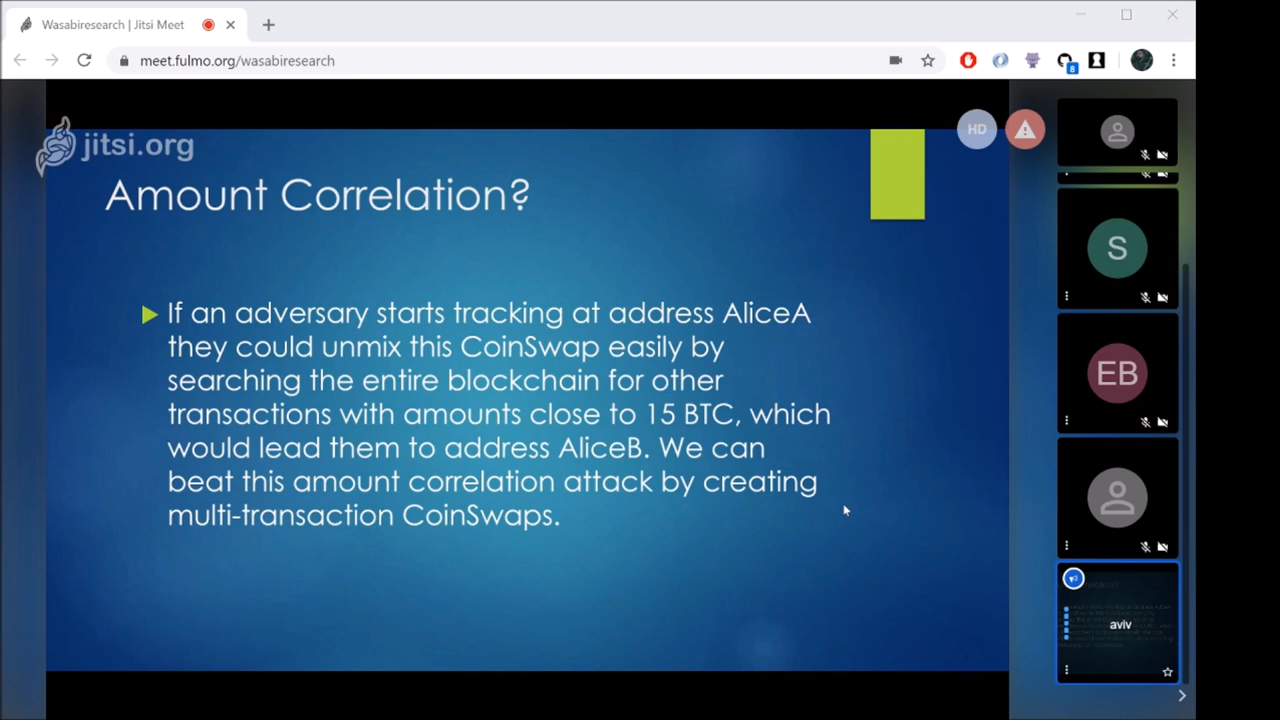 Wasabiresearch | Jitsi Meet
meet.fulmo.org/wasabiresearch
8
jitsi.org
HD
Amount Correlation?
If an adversary starts tracking at address AliceA
they could unmix this CoinSwap easily by
searching the entire blockchain for other
transactions with amounts close to 15 BTC, which
would lead them to address AliceB. We can
beat this amount correlation attack by creating
multi-transaction CoinSwaps.
S
EB
aviv